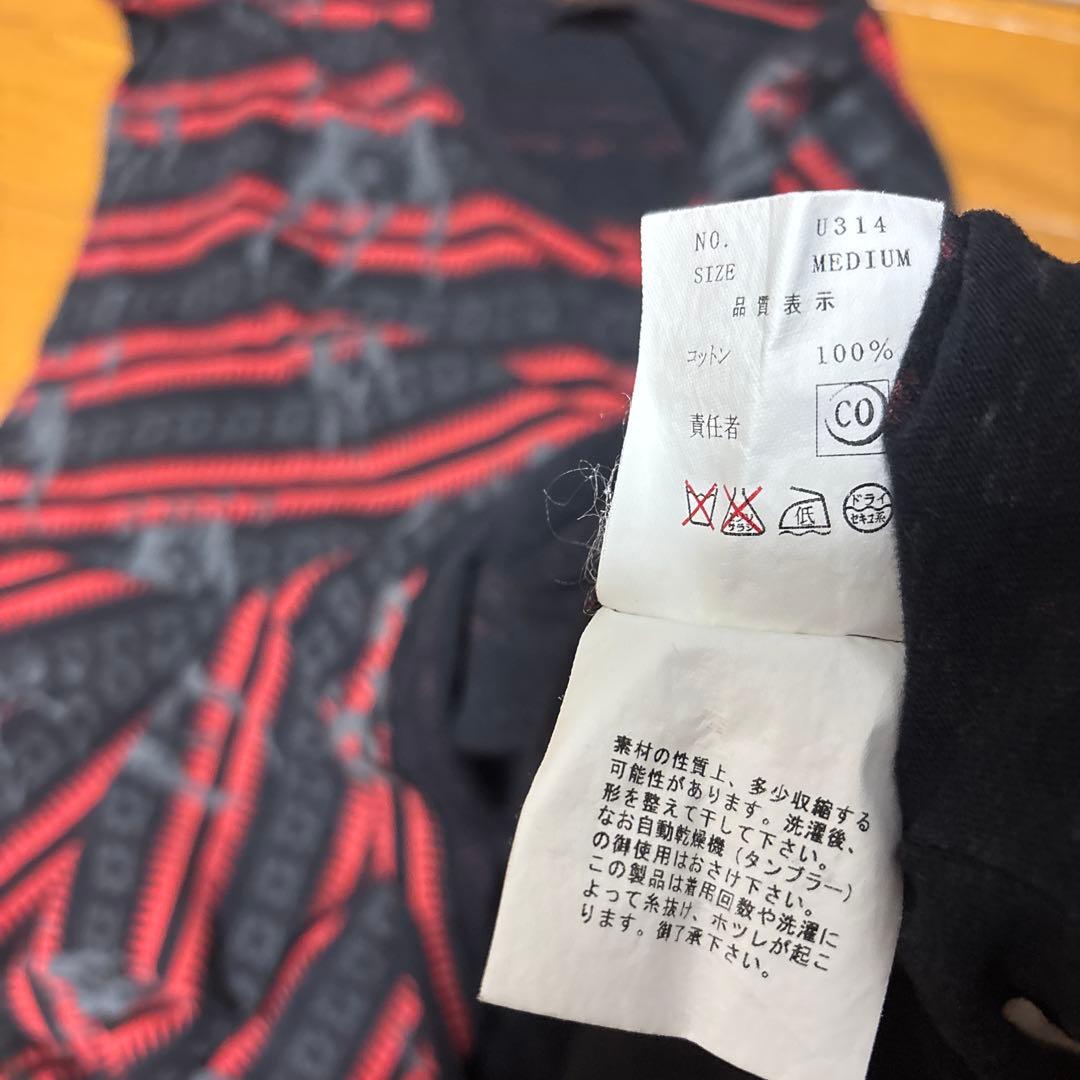 NO. U314
SIZE MEDIUM
品質表示
コットン 100%
責任者 CO
低 ドライ
セキユ系
素材の性質上、多少収縮する
可能性があります。洗濯後、
形を整えて干して下さい。
なお自動乾燥機（タンブラー）
の御使用はおさけ下さい。
この製品は着用回数や洗濯に
よって糸抜け、ホツレが起こ
ります。御了承下さい。